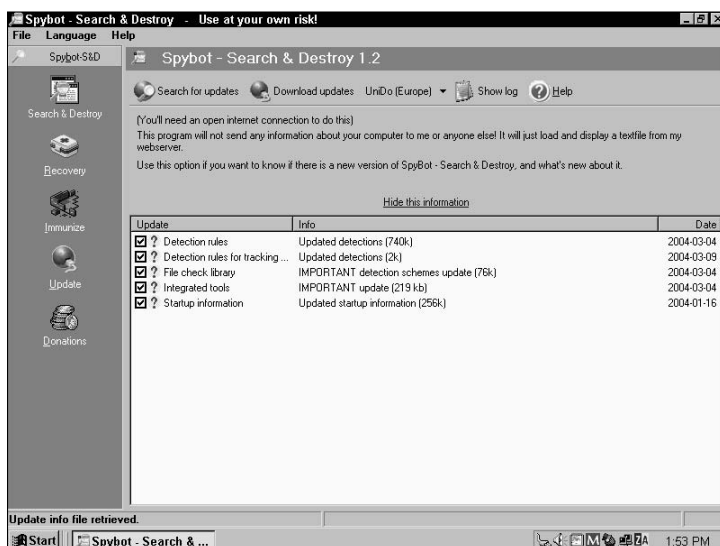 Spybot - Search & Destroy - Use at your own risk!
File Language Help
Spybot-S&D
Spybot - Search & Destroy 1.2
Search for updates Download updates UniDo (Europe) Show log Help
Search & Destroy
Recovery
Immunize
Update
Donations
(You'll need an open internet connection to do this)
This program will not send any information about your computer to me or anyone else! It will just load and display a textfile from my
webserver.
Use this option if you want to know if there is a new version of SpyBot - Search & Destroy, and what's new about it.
Hide this information
Update Info Date
? Detection rules Updated detections (740k) 2004-03-04
? Detection rules for tracking ... Updated detections (2k) 2004-03-09
? File check library IMPORTANT detection schemes update (76k) 2004-03-04
? Integrated tools IMPORTANT update (219 kb) 2004-03-04
? Startup information Updated startup information (256k) 2004-01-16
Update info file retrieved.
Start Spybot - Search & ... 1:53 PM